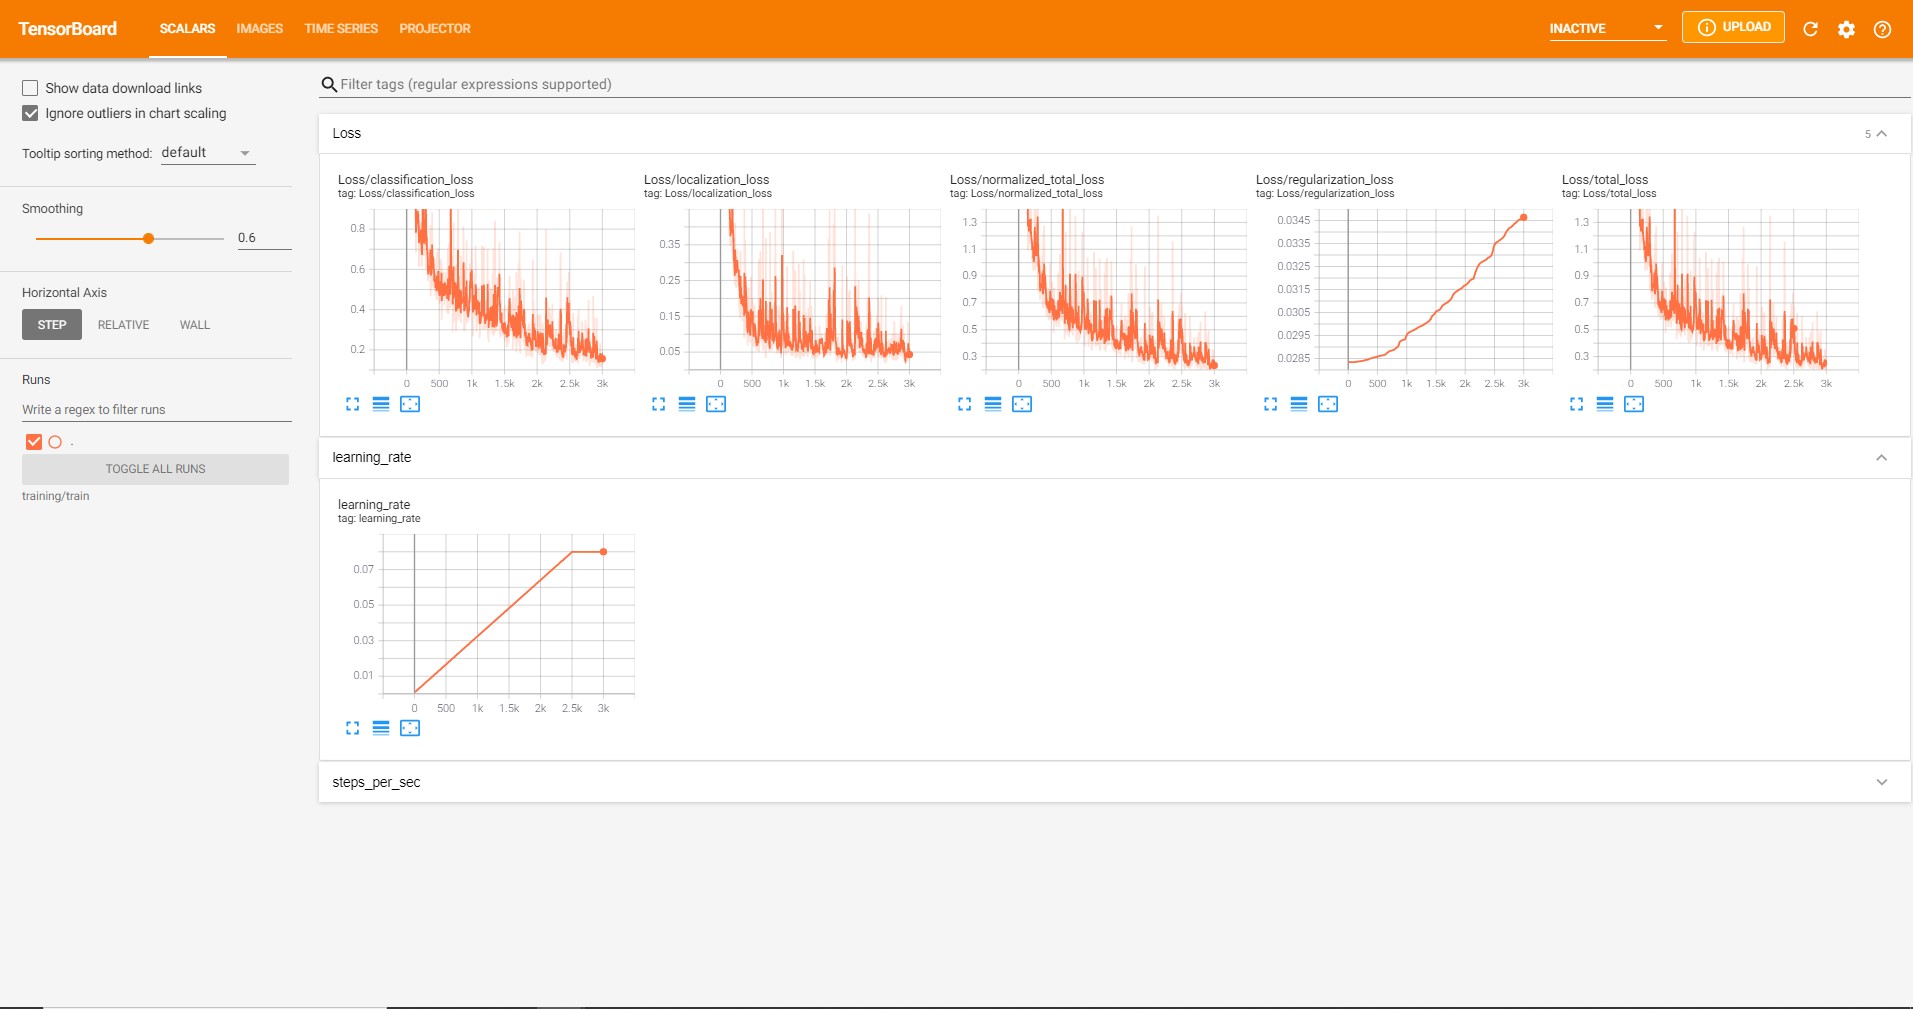 TensorBoard SCALARS IMAGES TIME SERIES PROJECTOR INACTIVE UPLOAD
Show data download links
Ignore outliers in chart scaling
Tooltip sorting method: default
Smoothing
0.6
Horizontal Axis
STEP RELATIVE WALL
Runs
Write a regex to filter runs
.
TOGGLE ALL RUNS
training/train
Filter tags (regular expressions supported)
Loss 5
Loss/classification_loss
tag: Loss/classification_loss
0.8
0.6
0.4
0.2
0 500 1k 1.5k 2k 2.5k 3k
Loss/localization_loss
tag: Loss/localization_loss
0.35
0.25
0.15
0.05
0 500 1k 1.5k 2k 2.5k 3k
Loss/normalized_total_loss
tag: Loss/normalized_total_loss
1.3
1.1
0.9
0.7
0.5
0.3
0 500 1k 1.5k 2k 2.5k 3k
Loss/regularization_loss
tag: Loss/regularization_loss
0.0345
0.0335
0.0325
0.0315
0.0305
0.0295
0.0285
0 500 1k 1.5k 2k 2.5k 3k
Loss/total_loss
tag: Loss/total_loss
1.3
1.1
0.9
0.7
0.5
0.3
0 500 1k 1.5k 2k 2.5k 3k
learning_rate
learning_rate
tag: learning_rate
0.07
0.05
0.03
0.01
0 500 1k 1.5k 2k 2.5k 3k
steps_per_sec